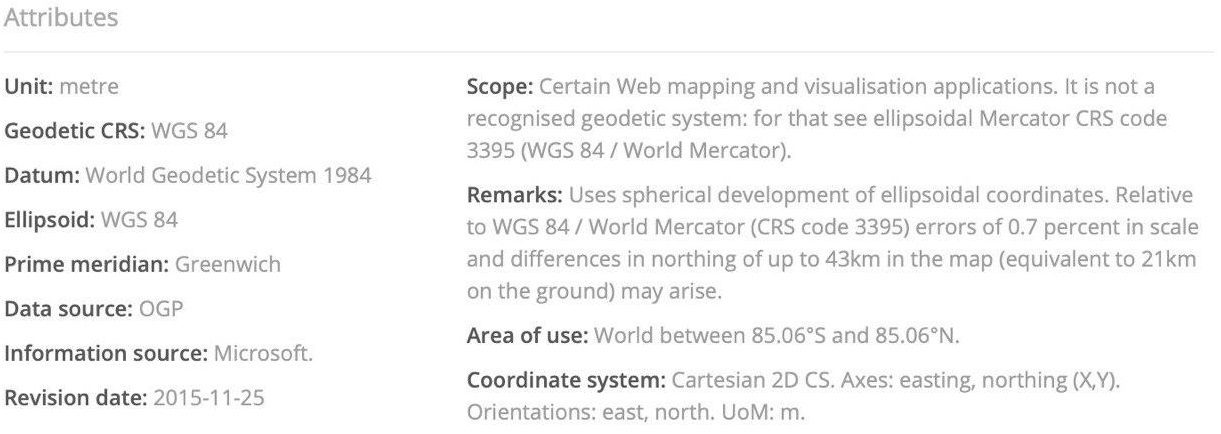 Attributes
Unit: metre
Geodetic CRS: WGS 84
Datum: World Geodetic System 1984
Ellipsoid: WGS 84
Prime meridian: Greenwich
Data source: OGP
Information source: Microsoft.
Revision date: 2015-11-25
Scope: Certain Web mapping and visualisation applications. It is not a
recognised geodetic system: for that see ellipsoidal Mercator CRS code
3395 (WGS 84 / World Mercator).
Remarks: Uses spherical development of ellipsoidal coordinates. Relative
to WGS 84 / World Mercator (CRS code 3395) errors of 0.7 percent in scale
and differences in northing of up to 43km in the map (equivalent to 21km
on the ground) may arise.
Area of use: World between 85.06°S and 85.06°N.
Coordinate system: Cartesian 2D CS. Axes: easting, northing (X,Y).
Orientations: east, north. UoM: m.